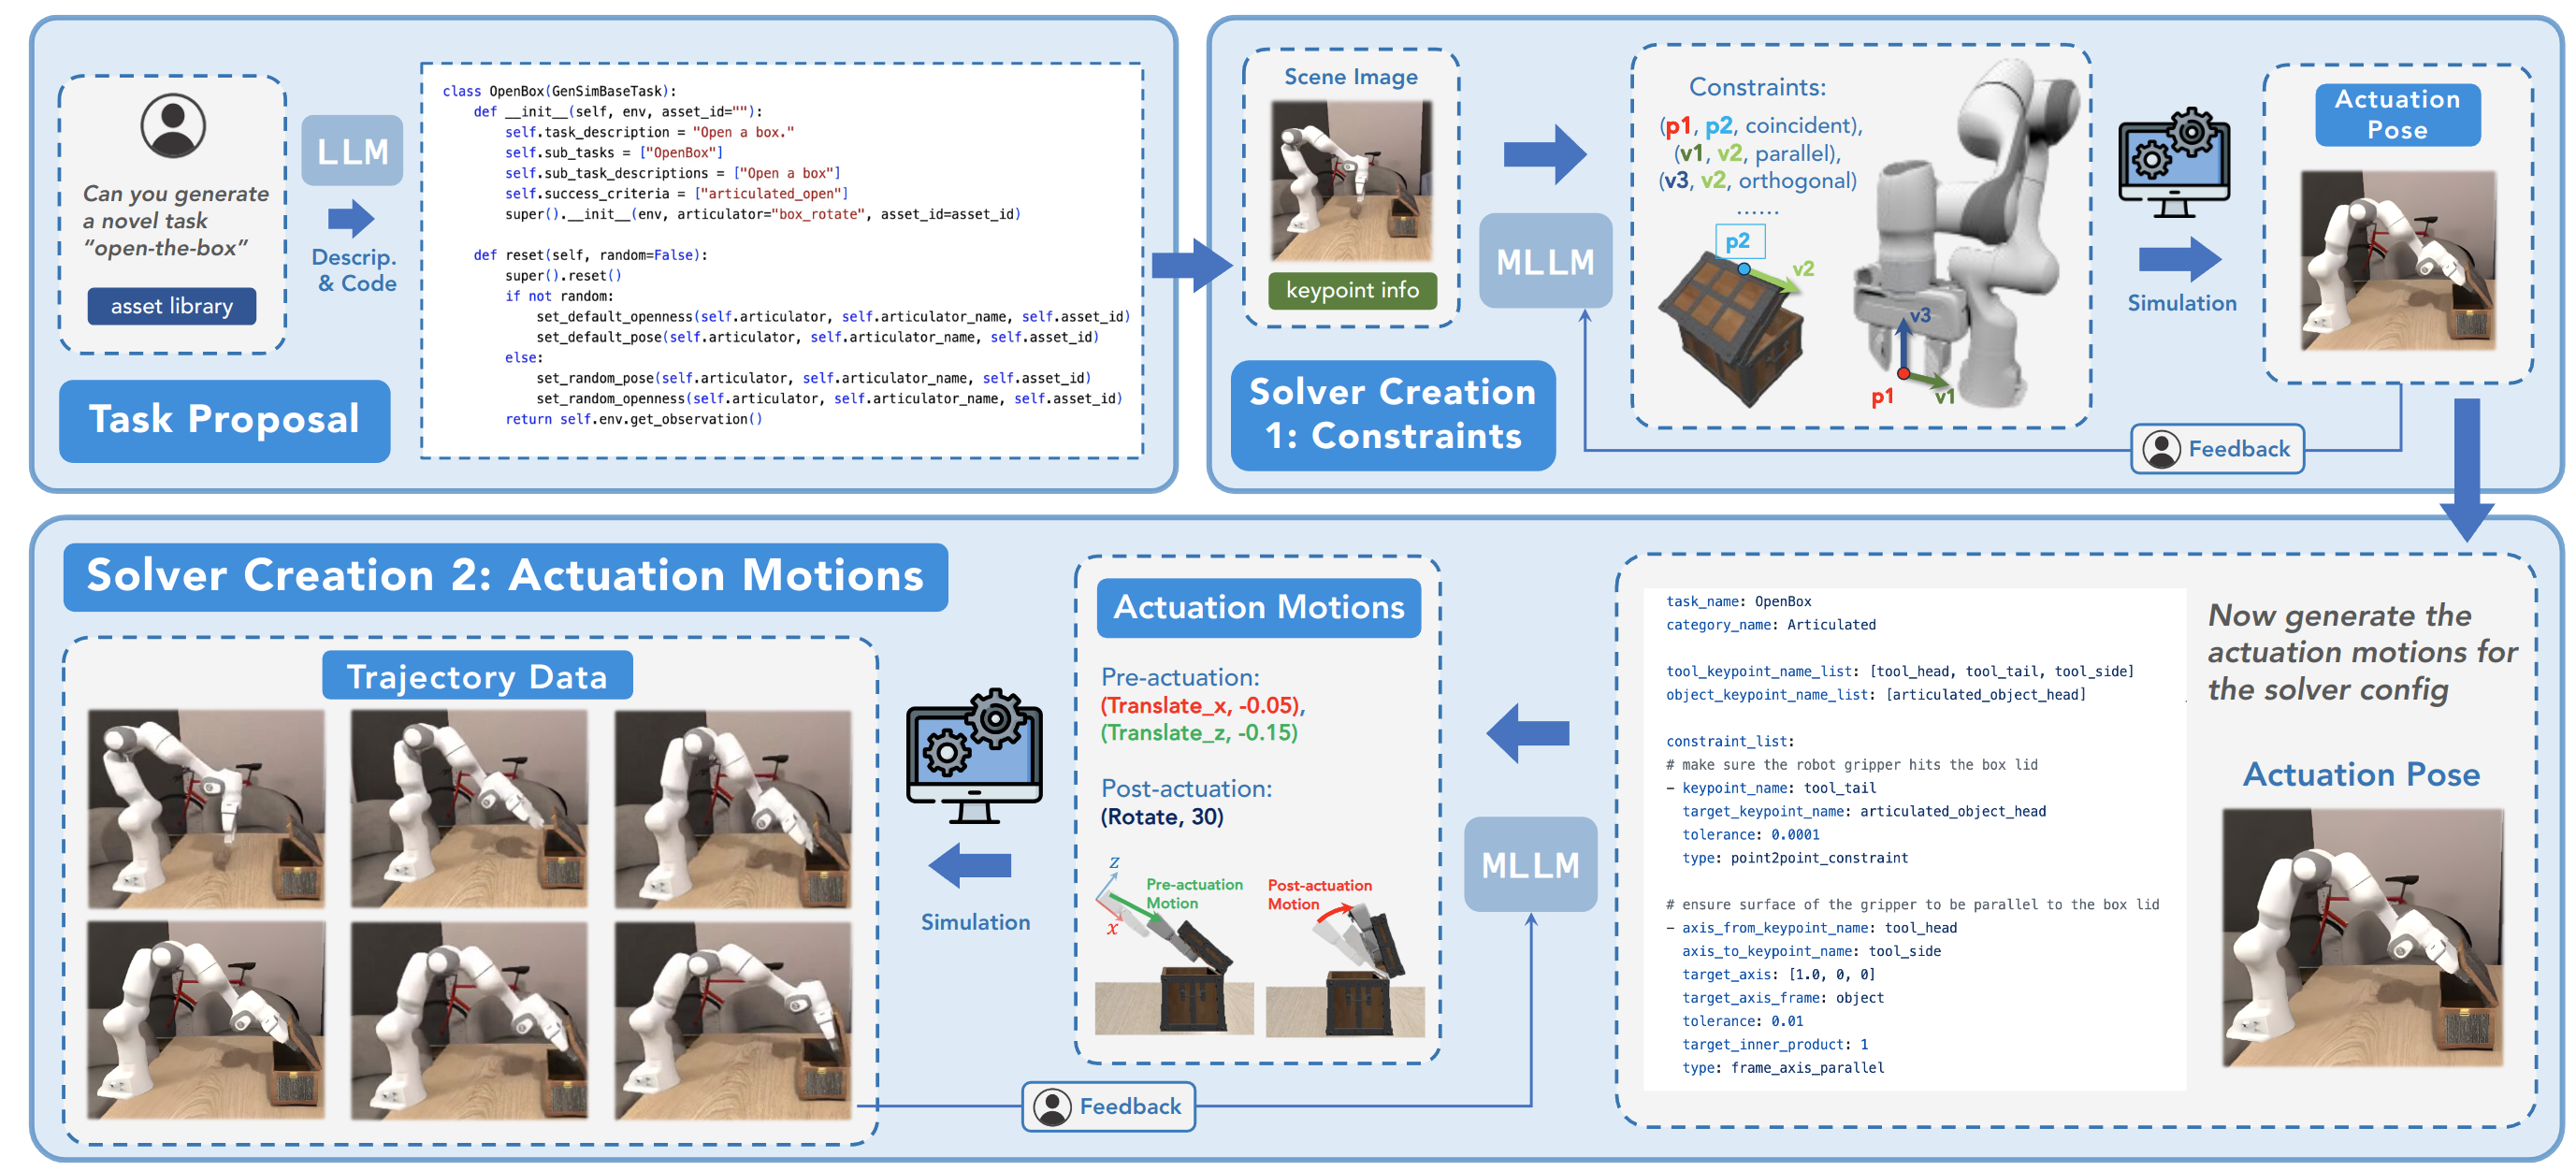 Can you generate
a novel task
“open-the-box”
asset library
Task Proposal
LLM
Descrip.
& Code
class OpenBox(GenSimBaseTask):
    def __init__(self, env, asset_id=""):
        self.task_description = "Open a box."
        self.sub_tasks = ["OpenBox"]
        self.sub_task_descriptions = ["Open a box"]
        self.success_criteria = ["articulated_open"]
        super().__init__(env, articulator="box_rotate", asset_id=asset_id)
    def reset(self, random=False):
        super().reset()
        if not random:
            set_default_openness(self.articulator, self.articulator_name, self.asset_id)
            set_default_pose(self.articulator, self.articulator_name, self.asset_id)
        else:
            set_random_pose(self.articulator, self.articulator_name, self.asset_id)
            set_random_openness(self.articulator, self.articulator_name, self.asset_id)
        return self.env.get_observation()
Scene Image
keypoint info
Solver Creation
1: Constraints
MLLM
Constraints:
(p1, p2, coincident),
(v1, v2, parallel),
(v3, v2, orthogonal)
......
p2
v2
v3
p1
v1
Simulation
Actuation
Pose
Feedback
Solver Creation 2: Actuation Motions
Now generate the
actuation motions for
the solver config
Actuation Pose
task_name: OpenBox
category_name: Articulated
tool_keypoint_name_list: [tool_head, tool_tail, tool_side]
object_keypoint_name_list: [articulated_object_head]
constraint_list:
# make sure the robot gripper hits the box lid
- keypoint_name: tool_tail
  target_keypoint_name: articulated_object_head
  tolerance: 0.0001
  type: point2point_constraint
# ensure surface of the gripper to be parallel to the box lid
- axis_from_keypoint_name: tool_head
  axis_to_keypoint_name: tool_side
  target_axis: [1.0, 0, 0]
  target_axis_frame: object
  tolerance: 0.01
  target_inner_product: 1
  type: frame_axis_parallel
MLLM
Actuation Motions
Pre-actuation:
(Translate_x, -0.05),
(Translate_z, -0.15)
Post-actuation:
(Rotate, 30)
z
x
Pre-actuation
Motion
Post-actuation
Motion
Simulation
Trajectory Data
Feedback